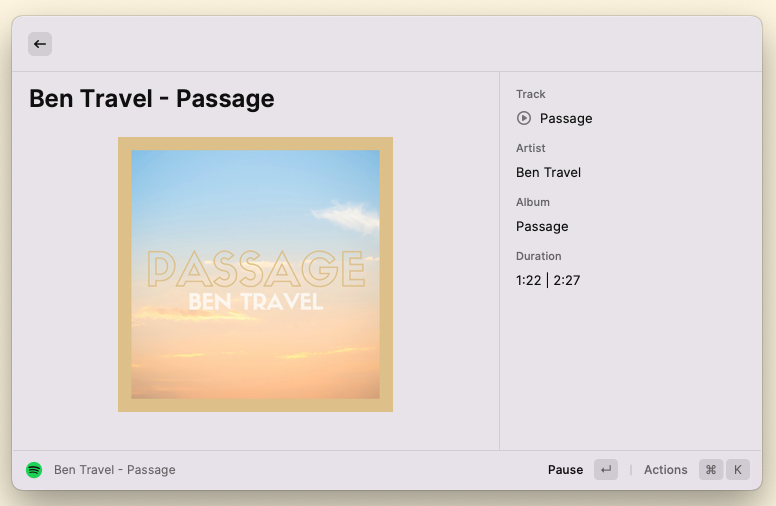 Ben Travel - Passage
PASSAGE
BEN TRAVEL
Track
Passage
Artist
Ben Travel
Album
Passage
Duration
1:22 | 2:27
Ben Travel - Passage
Pause ↵ | Actions ⌘ K